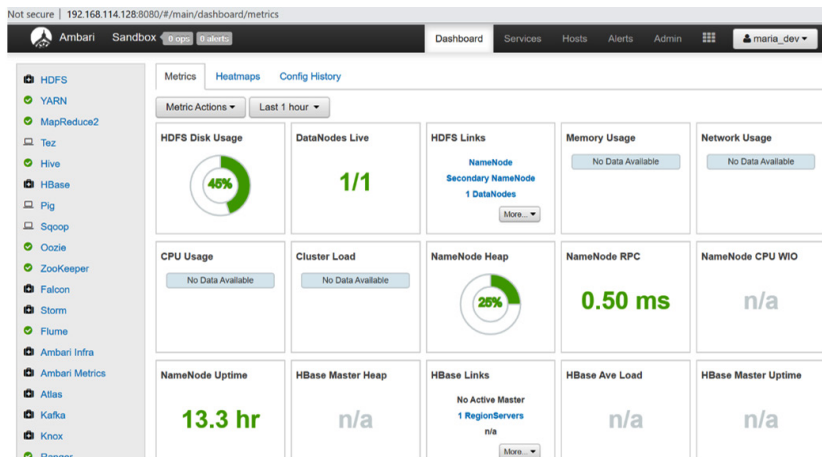 Not secure | 192.168.114.128:8080/#/main/dashboard/metrics
Ambari Sandbox 0 ops 0 alerts Dashboard Services Hosts Alerts Admin maria_dev
HDFS
YARN
MapReduce2
Tez
Hive
HBase
Pig
Sqoop
Oozie
ZooKeeper
Falcon
Storm
Flume
Ambari Infra
Ambari Metrics
Atlas
Kafka
Knox
Ranger
Metrics Heatmaps Config History
Metric Actions Last 1 hour
HDFS Disk Usage
45%
DataNodes Live
1/1
HDFS Links
NameNode
Secondary NameNode
1 DataNodes
More...
Memory Usage
No Data Available
Network Usage
No Data Available
CPU Usage
No Data Available
Cluster Load
No Data Available
NameNode Heap
25%
NameNode RPC
0.50 ms
NameNode CPU WIO
n/a
NameNode Uptime
13.3 hr
HBase Master Heap
n/a
HBase Links
No Active Master
1 RegionServers
n/a
More...
HBase Ave Load
n/a
HBase Master Uptime
n/a